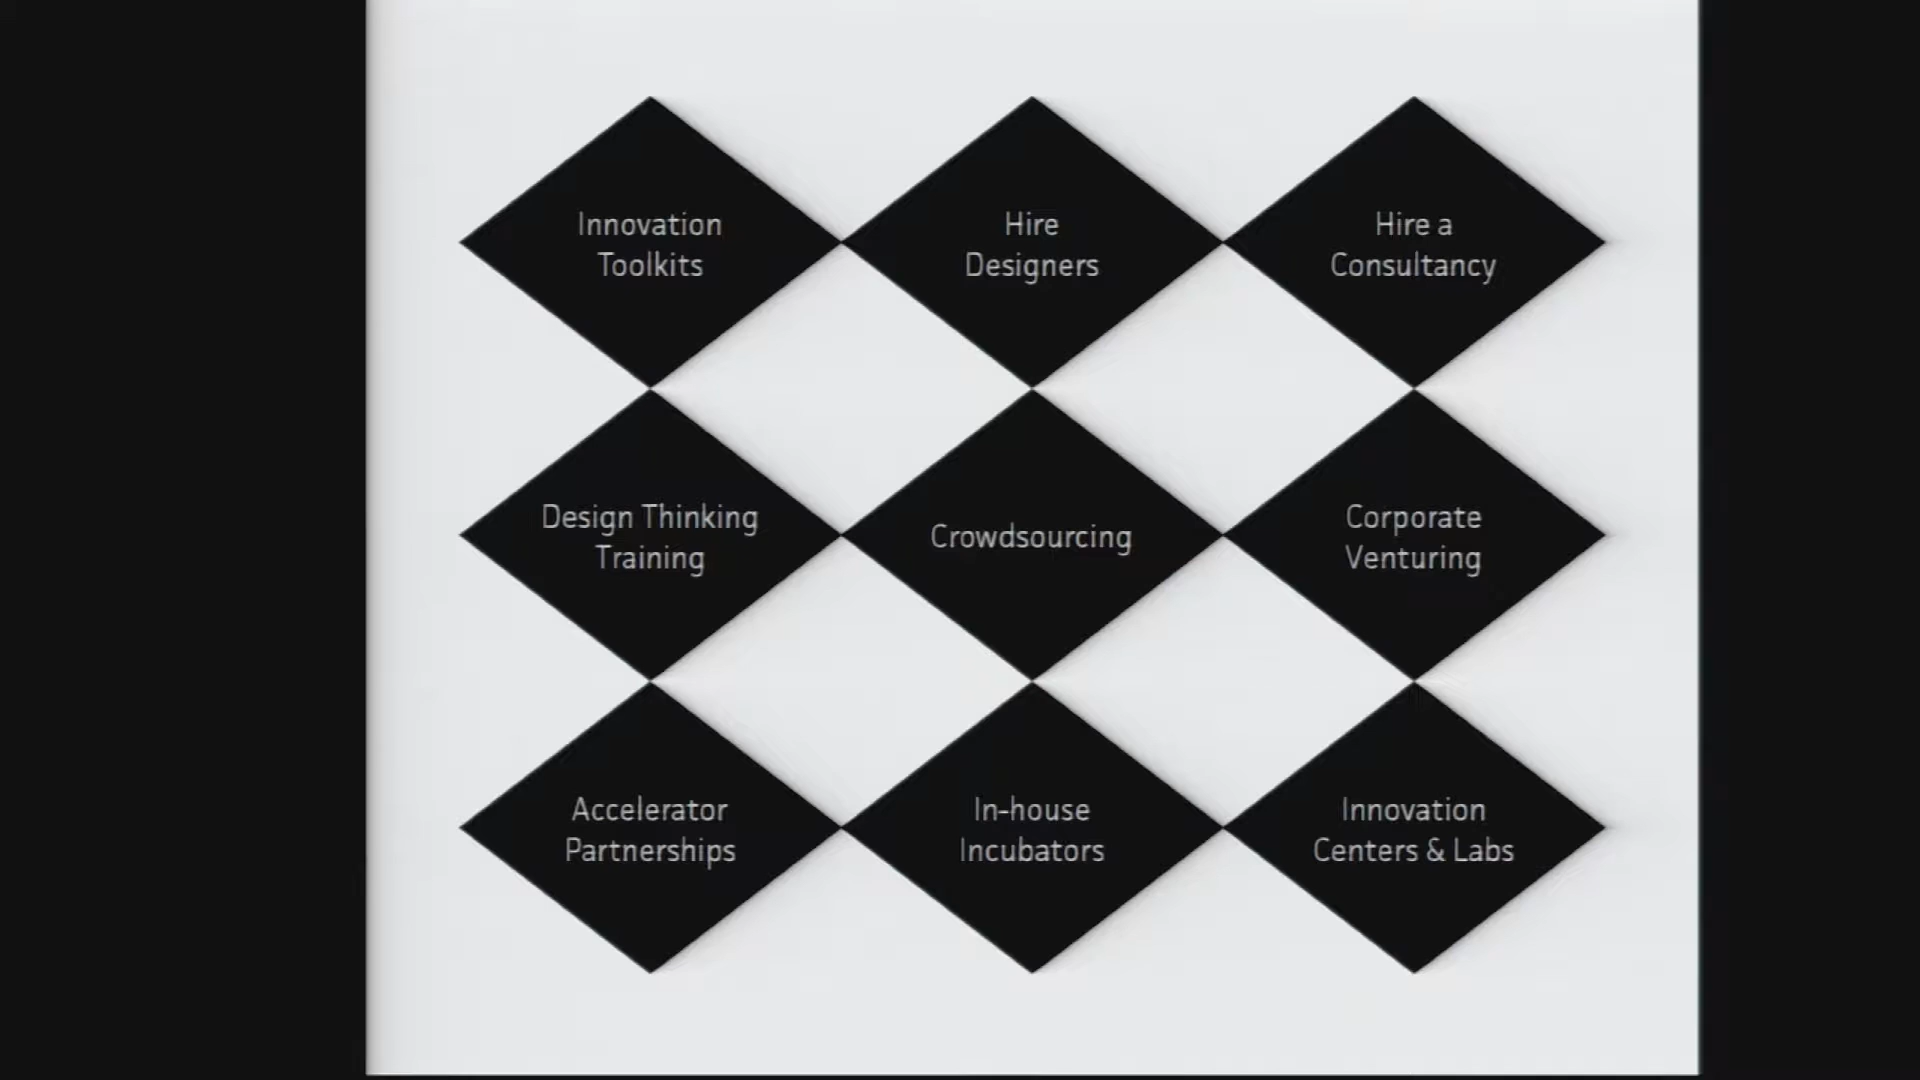 Innovation
Toolkits
Hire
Designers
Hire a
Consultancy
Design Thinking
Training
Crowdsourcing
Corporate
Venturing
Accelerator
Partnerships
In-house
Incubators
Innovation
Centers & Labs